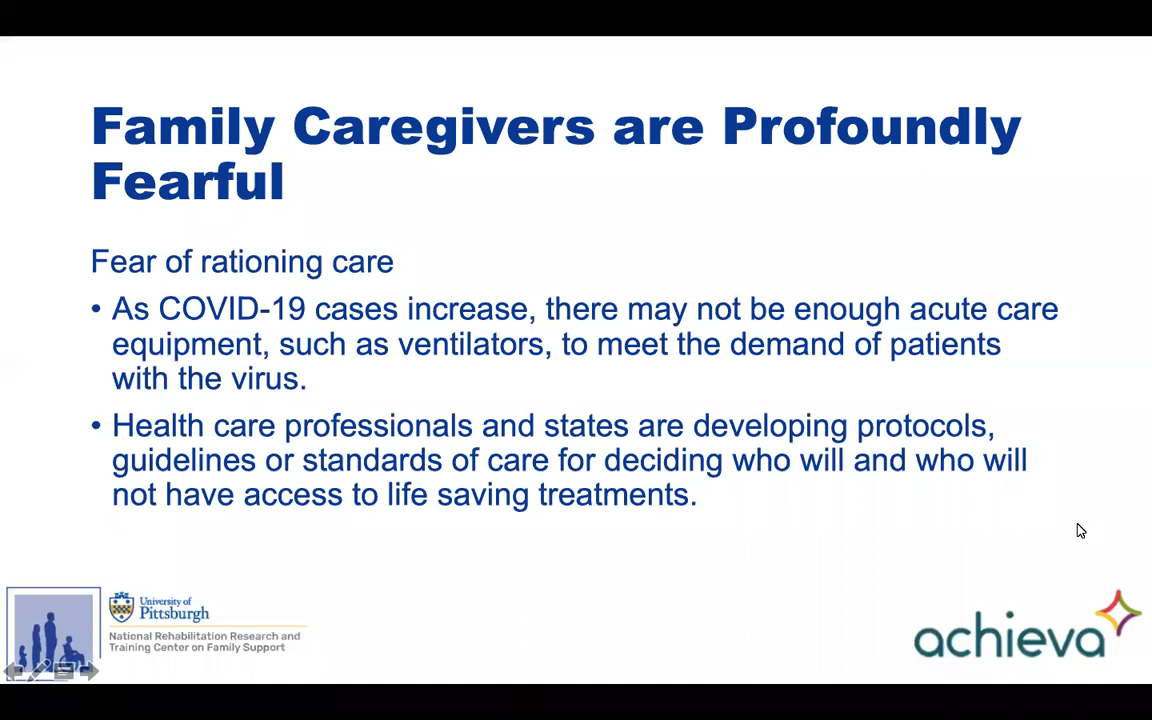 Family Caregivers are Profoundly
Fearful
Fear of rationing care
• As COVID-19 cases increase, there may not be enough acute care
equipment, such as ventilators, to meet the demand of patients
with the virus.
• Health care professionals and states are developing protocols,
guidelines or standards of care for deciding who will and who will
not have access to life saving treatments.
University of
Pittsburgh
National Rehabilitation Research and
Training Center on Family Support
achieva